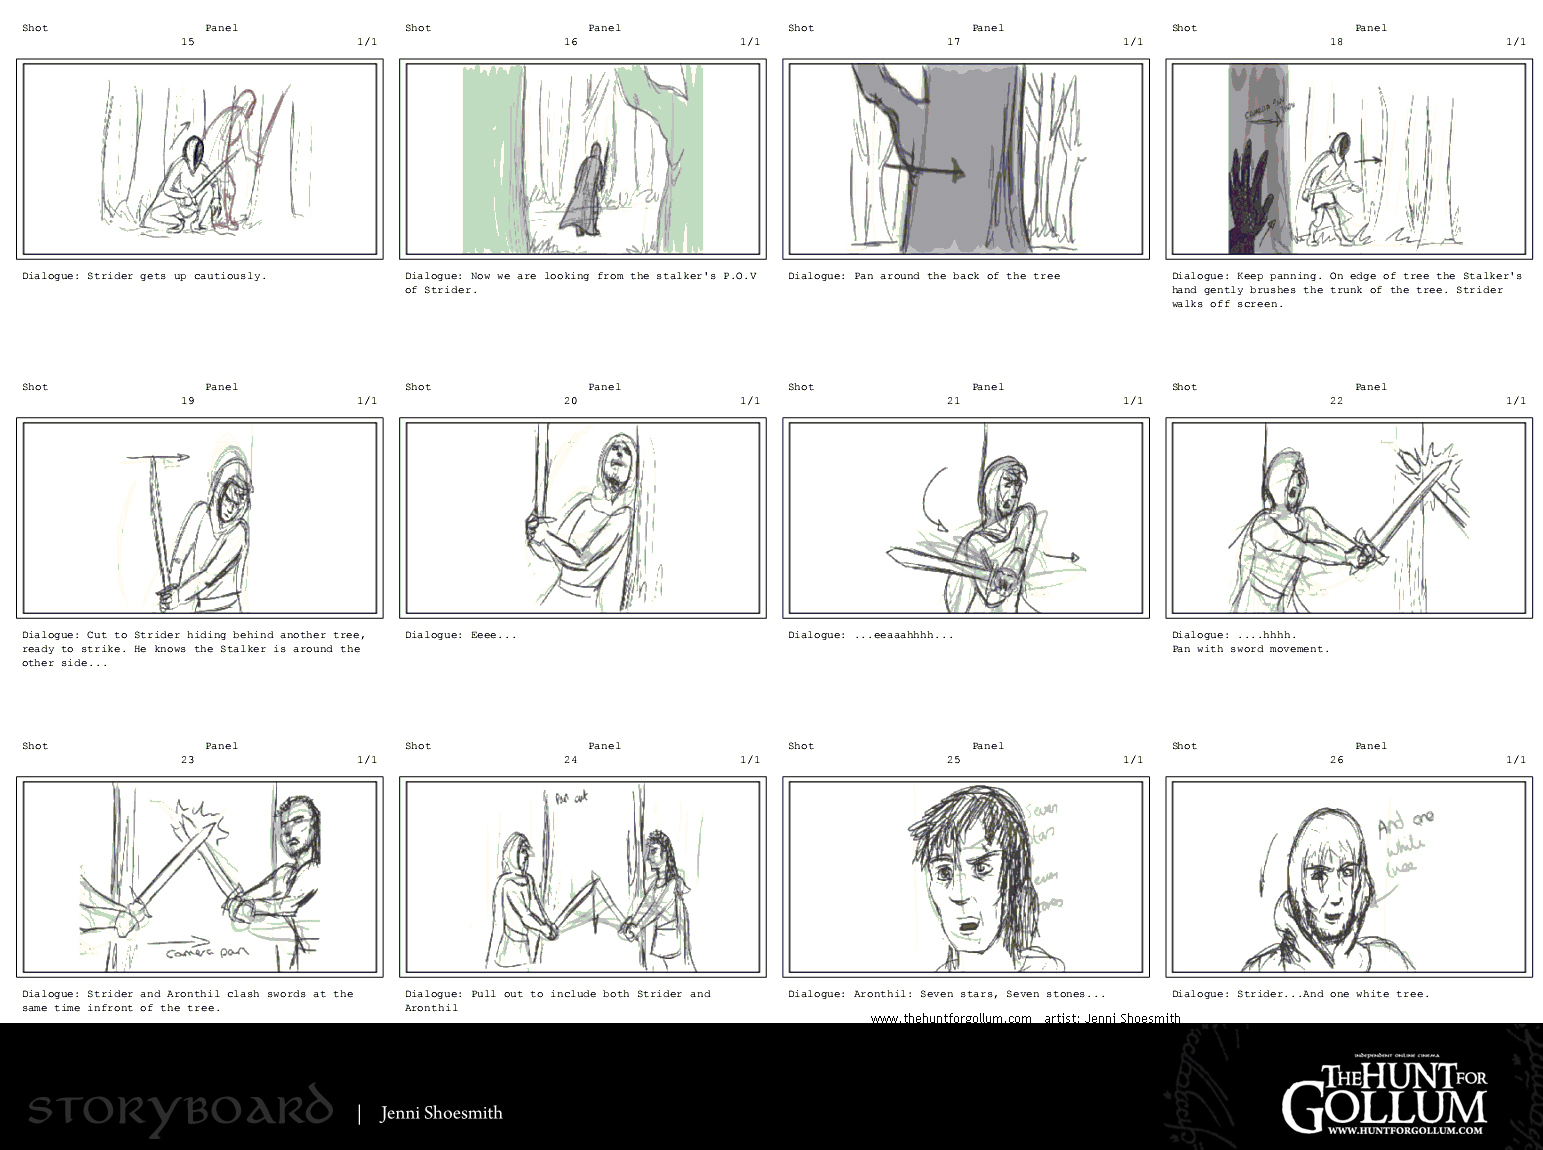 Shot Panel
15 1/1
Shot Panel
16 1/1
Shot Panel
17 1/1
Shot Panel
18 1/1
CAMERA PAN
Dialogue: Strider gets up cautiously.
Dialogue: Now we are looking from the stalker's P.O.V
of Strider.
Dialogue: Pan around the back of the tree
Dialogue: Keep panning. On edge of tree the Stalker's
hand gently brushes the trunk of the tree. Strider
walks off screen.
Shot Panel
19 1/1
Shot Panel
20 1/1
Shot Panel
21 1/1
Shot Panel
22 1/1
Dialogue: Cut to Strider hiding behind another tree,
ready to strike. He knows the Stalker is around the
other side...
Dialogue: Eeee...
Dialogue: ...eeaaahhhh...
Dialogue: ....hhhh.
Pan with sword movement.
Shot Panel
23 1/1
Shot Panel
24 1/1
Shot Panel
25 1/1
Shot Panel
26 1/1
camera pan
Pan out
Seven
stars
seven
stones
And one
white
tree
Dialogue: Strider and Aronthil clash swords at the
same time infront of the tree.
Dialogue: Pull out to include both Strider and
Aronthil
Dialogue: Aronthil: Seven stars, Seven stones...
Dialogue: Strider...And one white tree.
www.thehuntforgollum.com artist: Jenni Shoesmith
STORYBOARD | Jenni Shoesmith
INDEPENDENT ONLINE CINEMA
THE HUNT FOR
GOLLUM
WWW.HUNTFORGOLLUM.COM